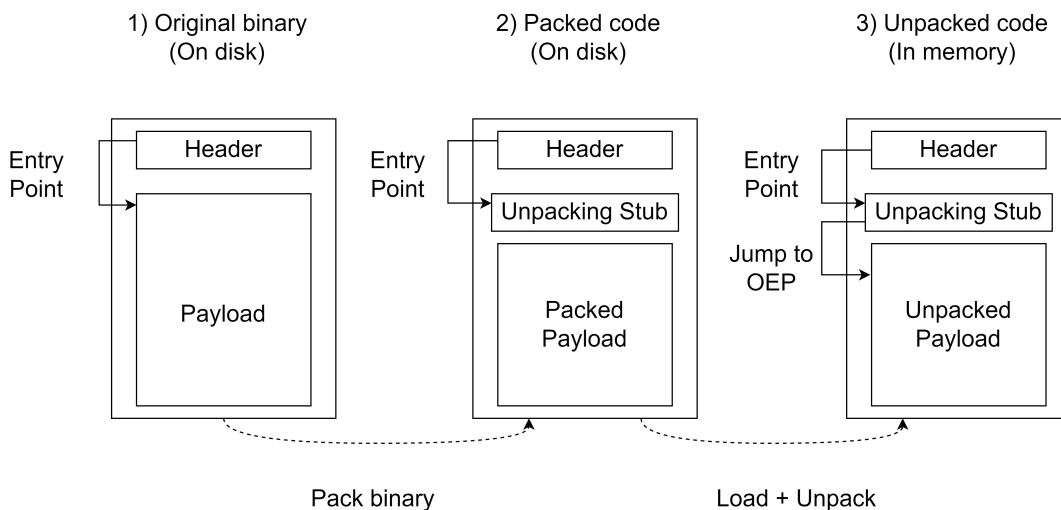 1) Original binary
(On disk)
2) Packed code
(On disk)
3) Unpacked code
(In memory)
Entry
Point
Header
Payload
Entry
Point
Header
Unpacking Stub
Packed
Payload
Entry
Point
Header
Unpacking Stub
Jump to
OEP
Unpacked
Payload
Pack binary
Load + Unpack